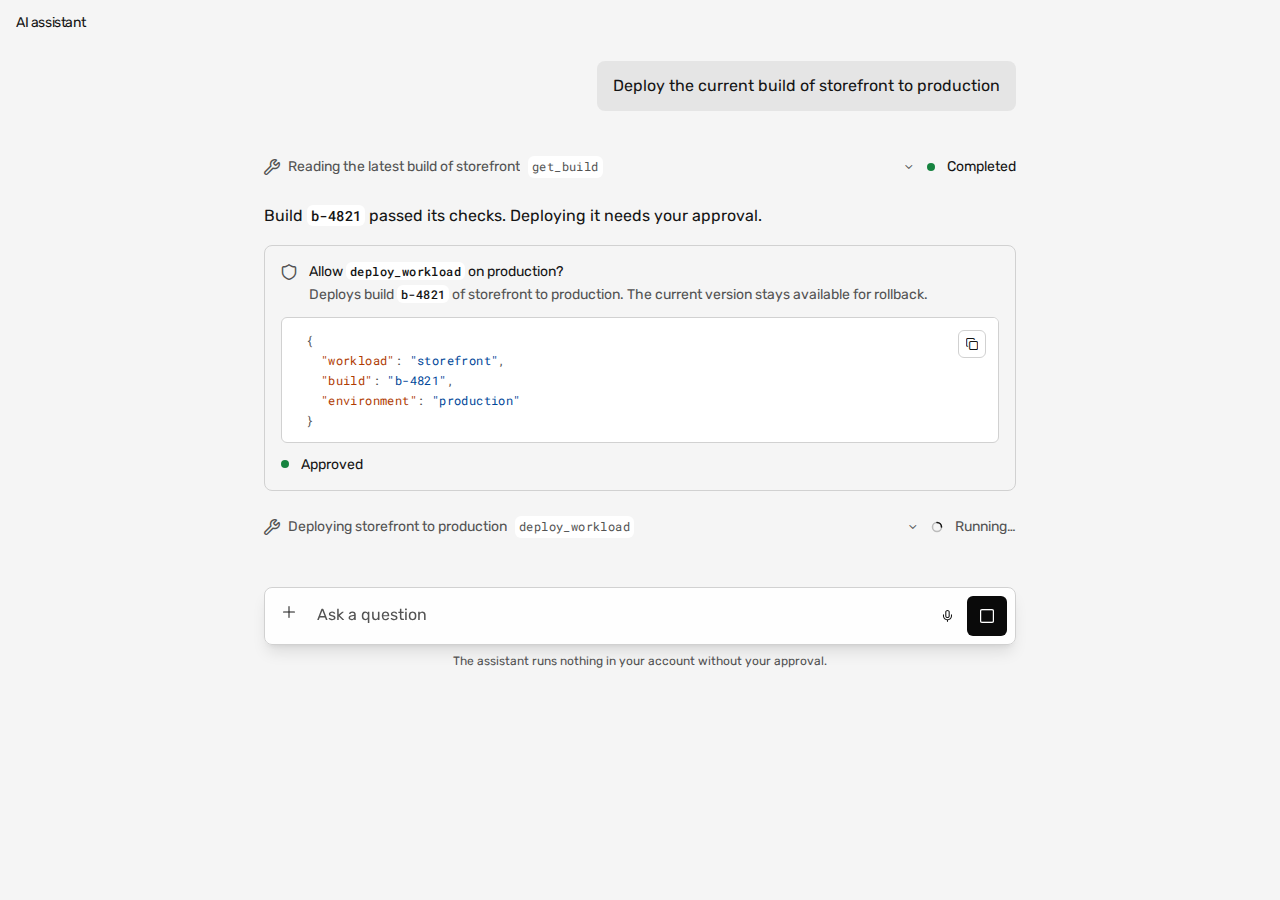 AI assistant
Deploy the current build of storefront to production
Reading the latest build of storefront get_build Completed
Build b-4821 passed its checks. Deploying it needs your approval.
Allow deploy_workload on production?
Deploys build b-4821 of storefront to production. The current version stays available for rollback.
{
"workload": "storefront",
"build": "b-4821",
"environment": "production"
}
Approved
Deploying storefront to production deploy_workload Running…
Ask a question
The assistant runs nothing in your account without your approval.